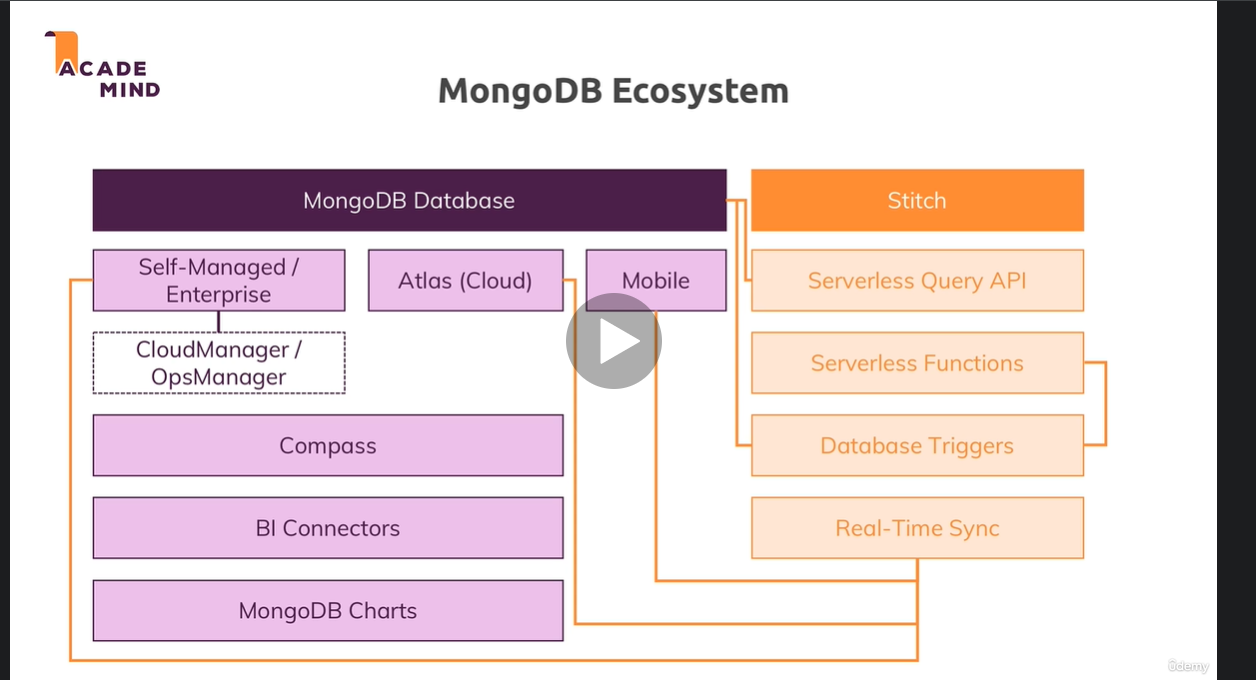 ACADE
MIND
MongoDB Ecosystem
MongoDB Database
Stitch
Self-Managed /
Enterprise
Atlas (Cloud)
Mobile
Serverless Query API
CloudManager /
OpsManager
Serverless Functions
Compass
Database Triggers
BI Connectors
Real-Time Sync
MongoDB Charts
ûdemy